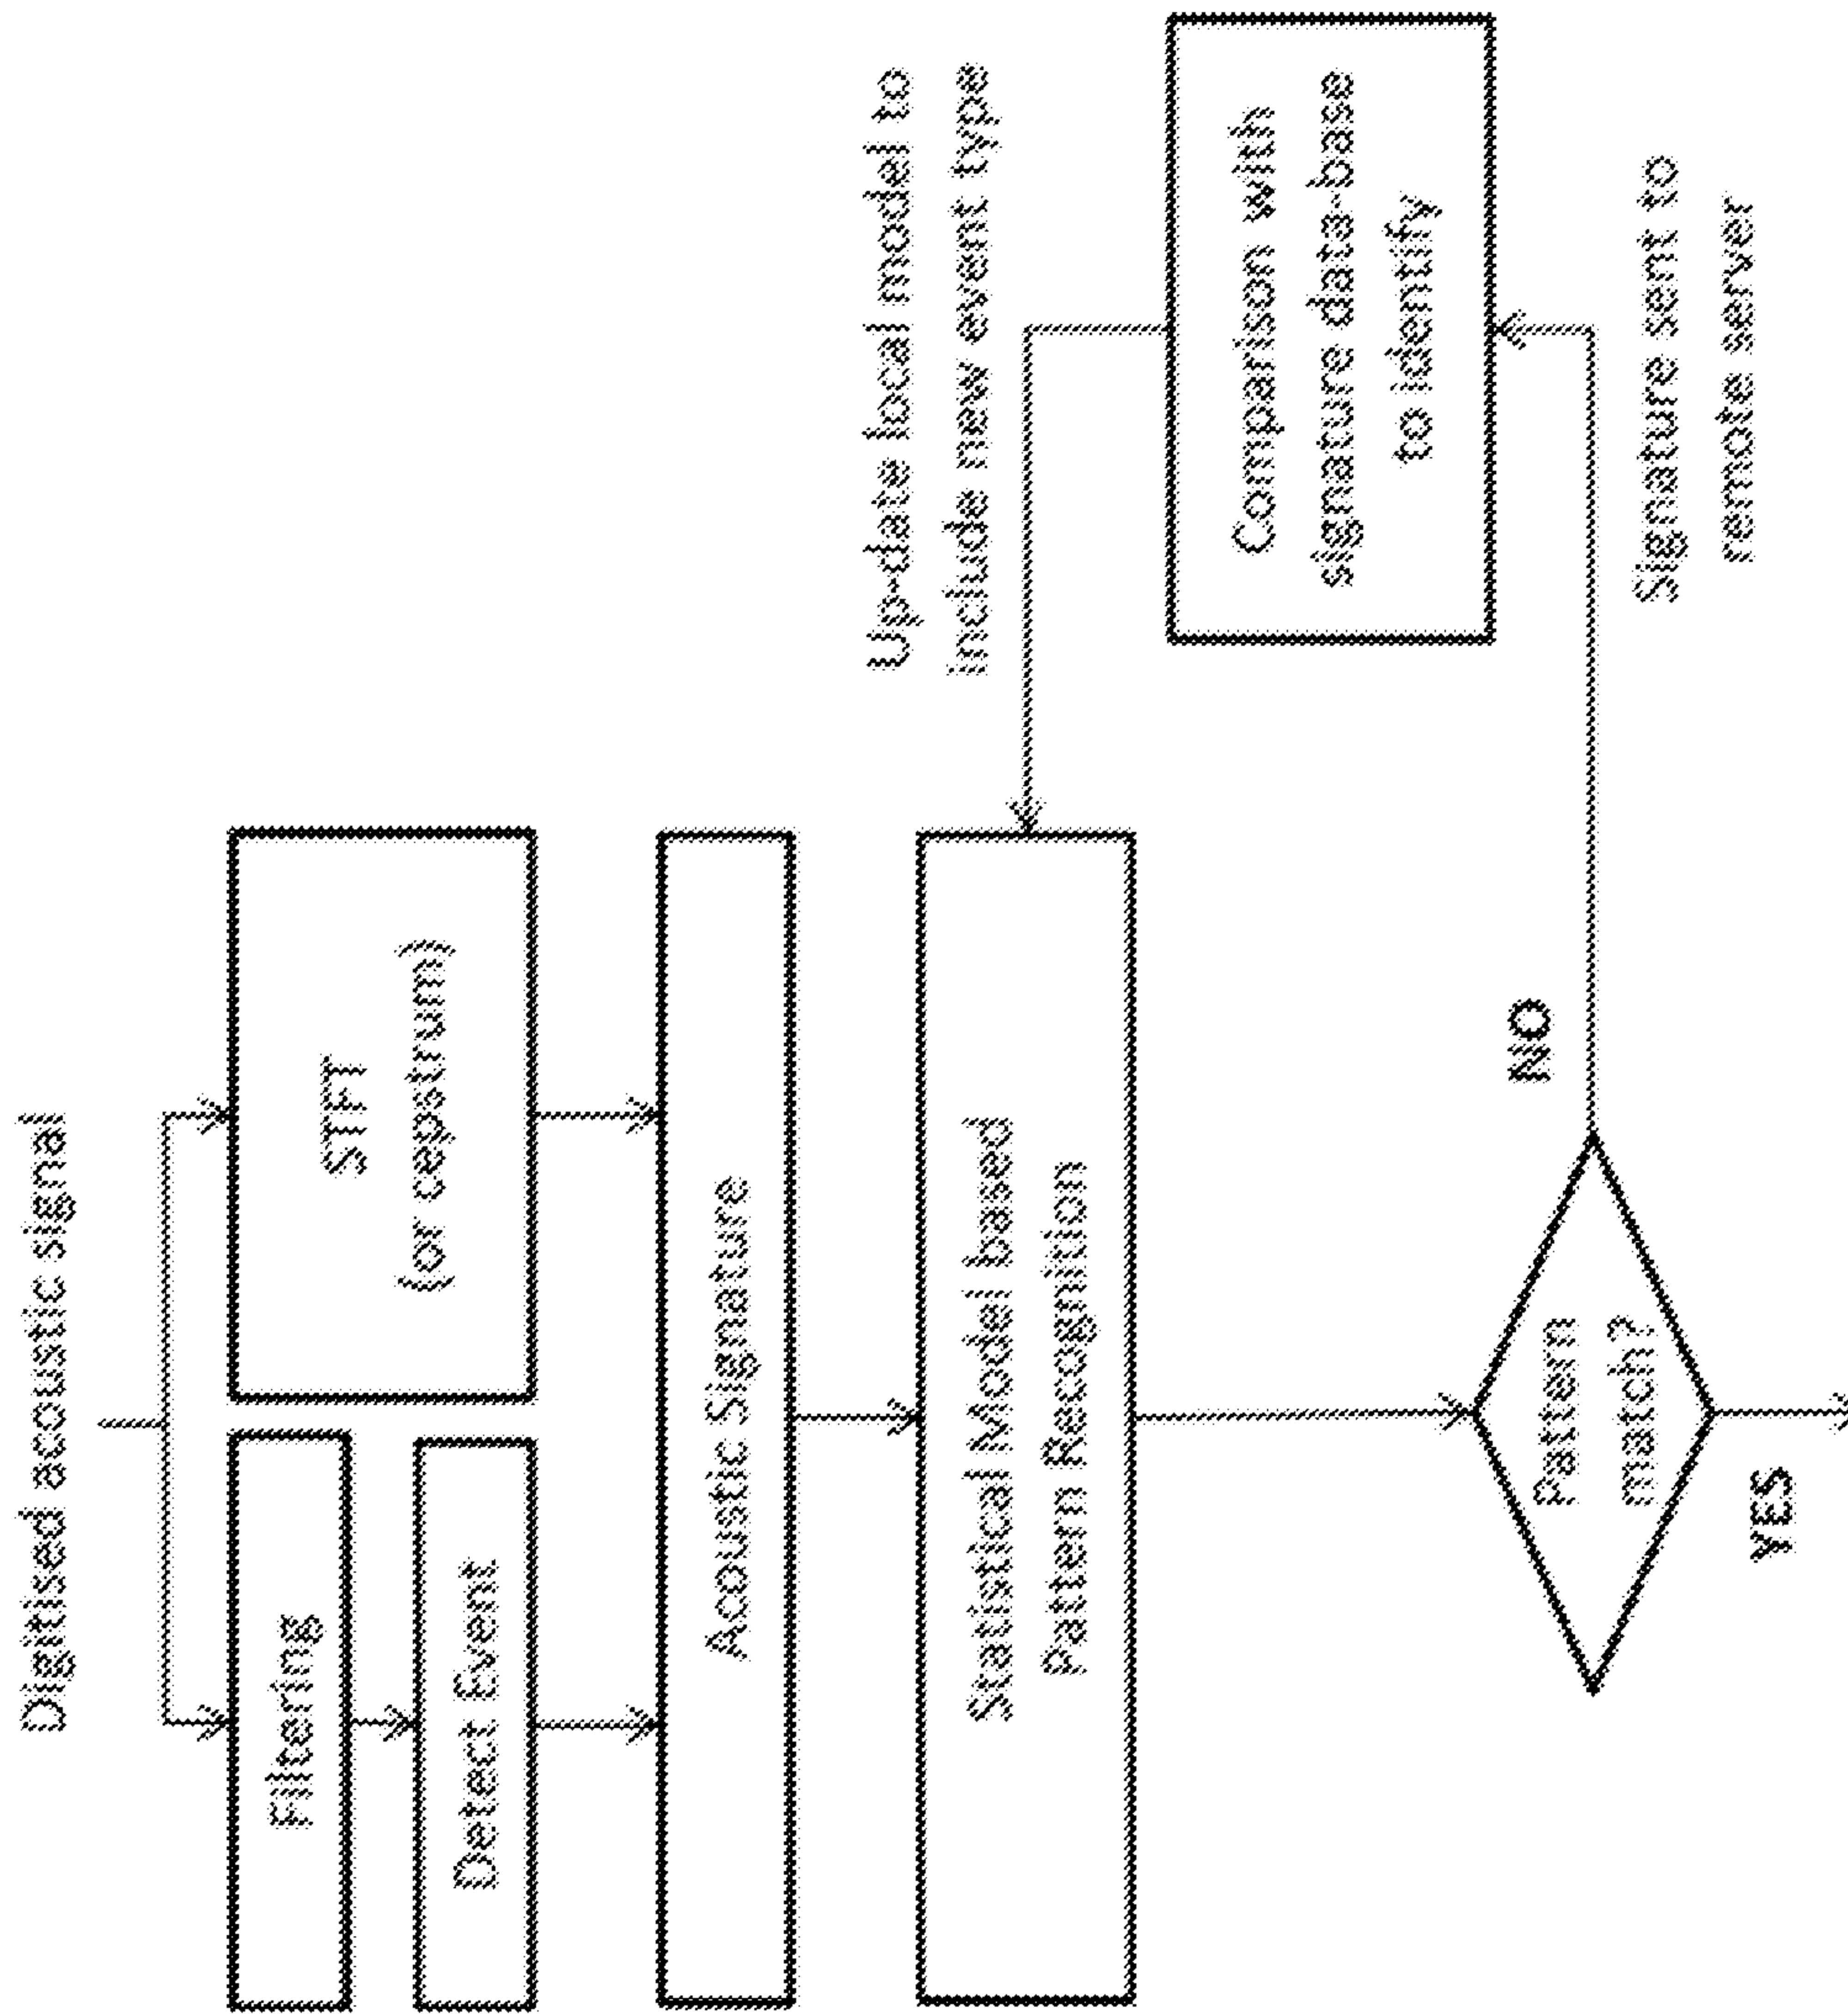 Digitised acoustic signal
Filtering
Detect Event
STFT
(or cepstrum)
Acoustic Signature
Statistical Model based
Pattern Recognition
Up-date local model to
include new event type
Comparison with
signature data-base
to identify
Signature sent to
remote server
NO
Pattern
match?
YES